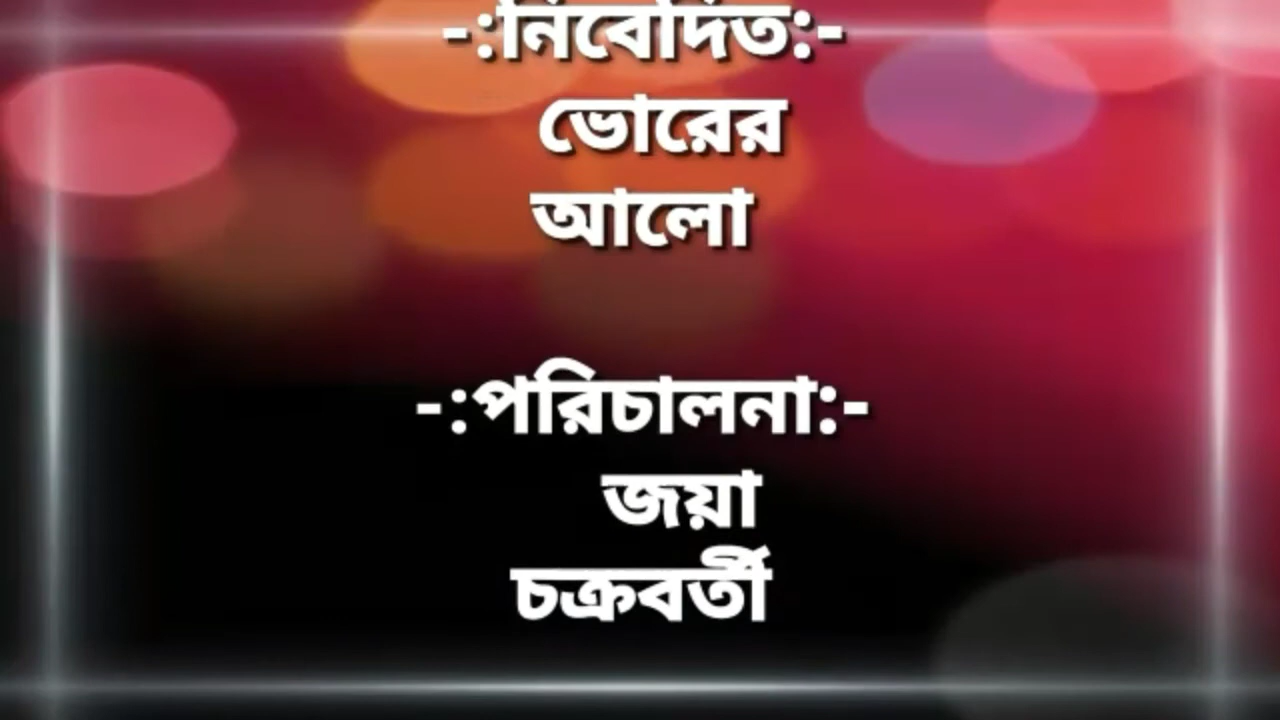 -:নিবেদিত:-
ভোরের
আলো
-:পরিচালনা:-
জয়া
চক্রবর্তী